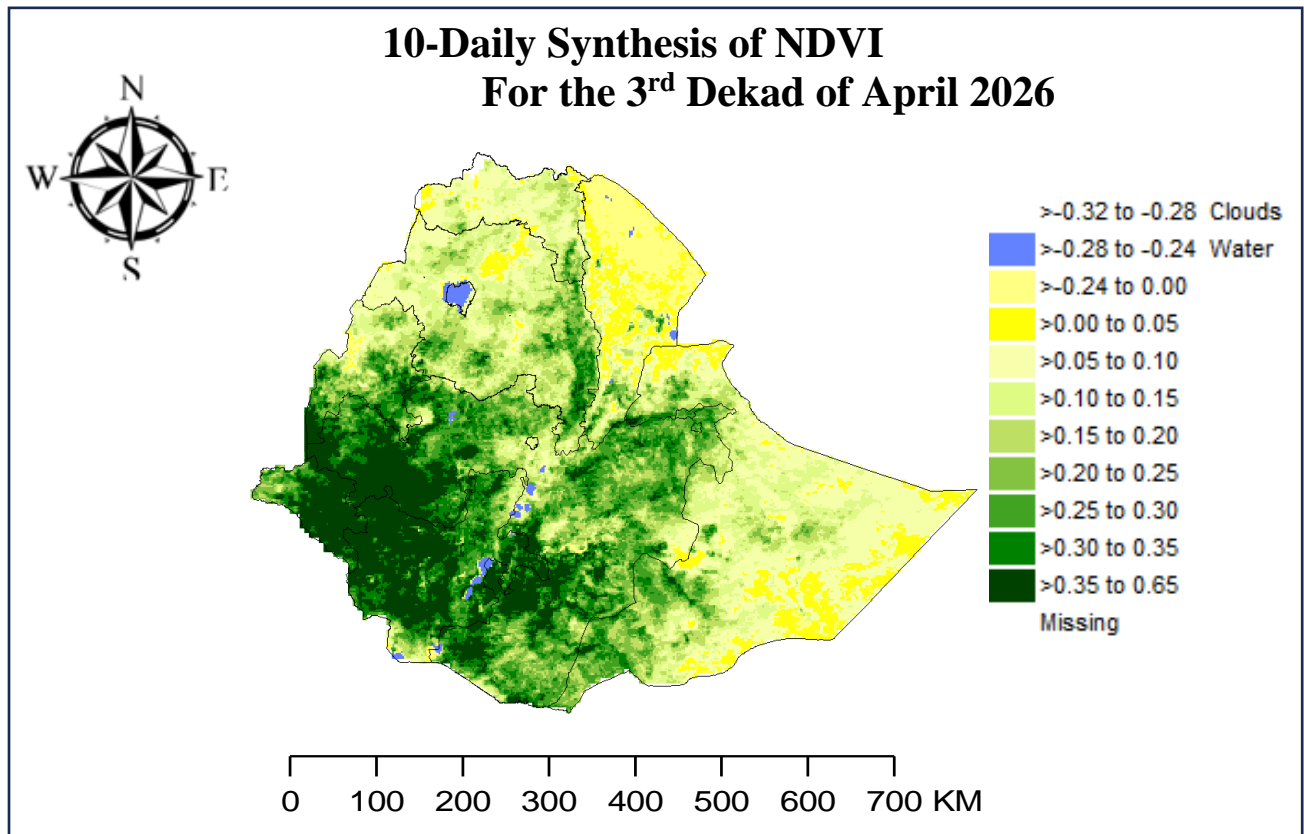 10-Daily Synthesis of NDVI
For the 3rd Dekad of April 2026
N
W E
S
>-0.32 to -0.28 Clouds
>-0.28 to -0.24 Water
>-0.24 to 0.00
>0.00 to 0.05
>0.05 to 0.10
>0.10 to 0.15
>0.15 to 0.20
>0.20 to 0.25
>0.25 to 0.30
>0.30 to 0.35
>0.35 to 0.65
Missing
0 100 200 300 400 500 600 700 KM